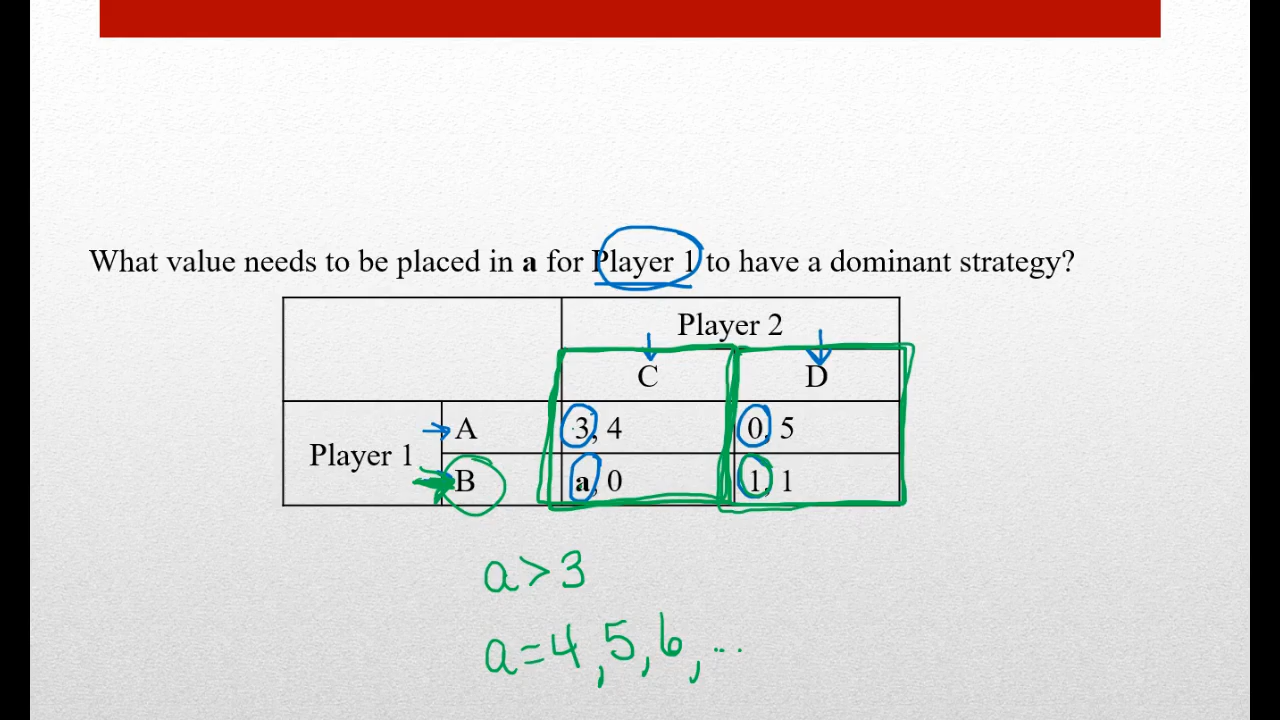 What value needs to be placed in a for Player 1 to have a dominant strategy?
Player 2
C D
A 3, 4 0, 5
Player 1
B a, 0 1, 1
a > 3
a = 4, 5, 6, ...